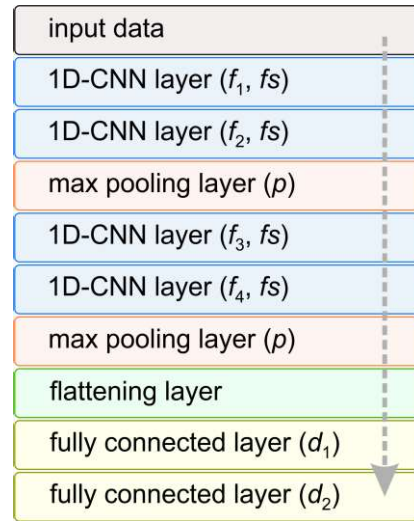 input data
1D-CNN layer (f₁, fs)
1D-CNN layer (f₂, fs)
max pooling layer (p)
1D-CNN layer (f₃, fs)
1D-CNN layer (f₄, fs)
max pooling layer (p)
flattening layer
fully connected layer (d₁)
fully connected layer (d₂)